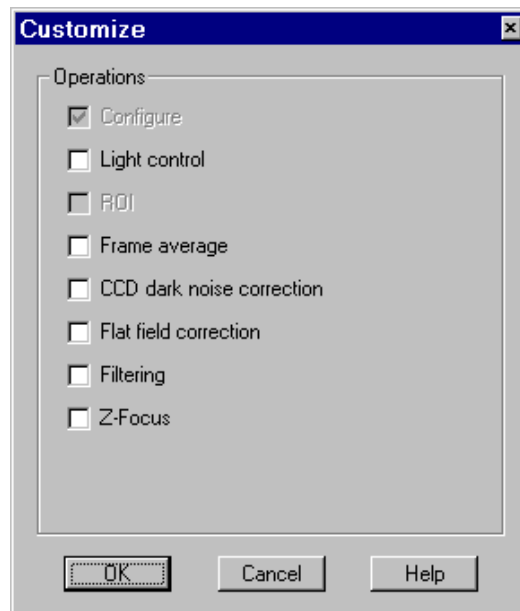 Customize
Operations
Configure
Light control
ROI
Frame average
CCD dark noise correction
Flat field correction
Filtering
Z-Focus
OK Cancel Help